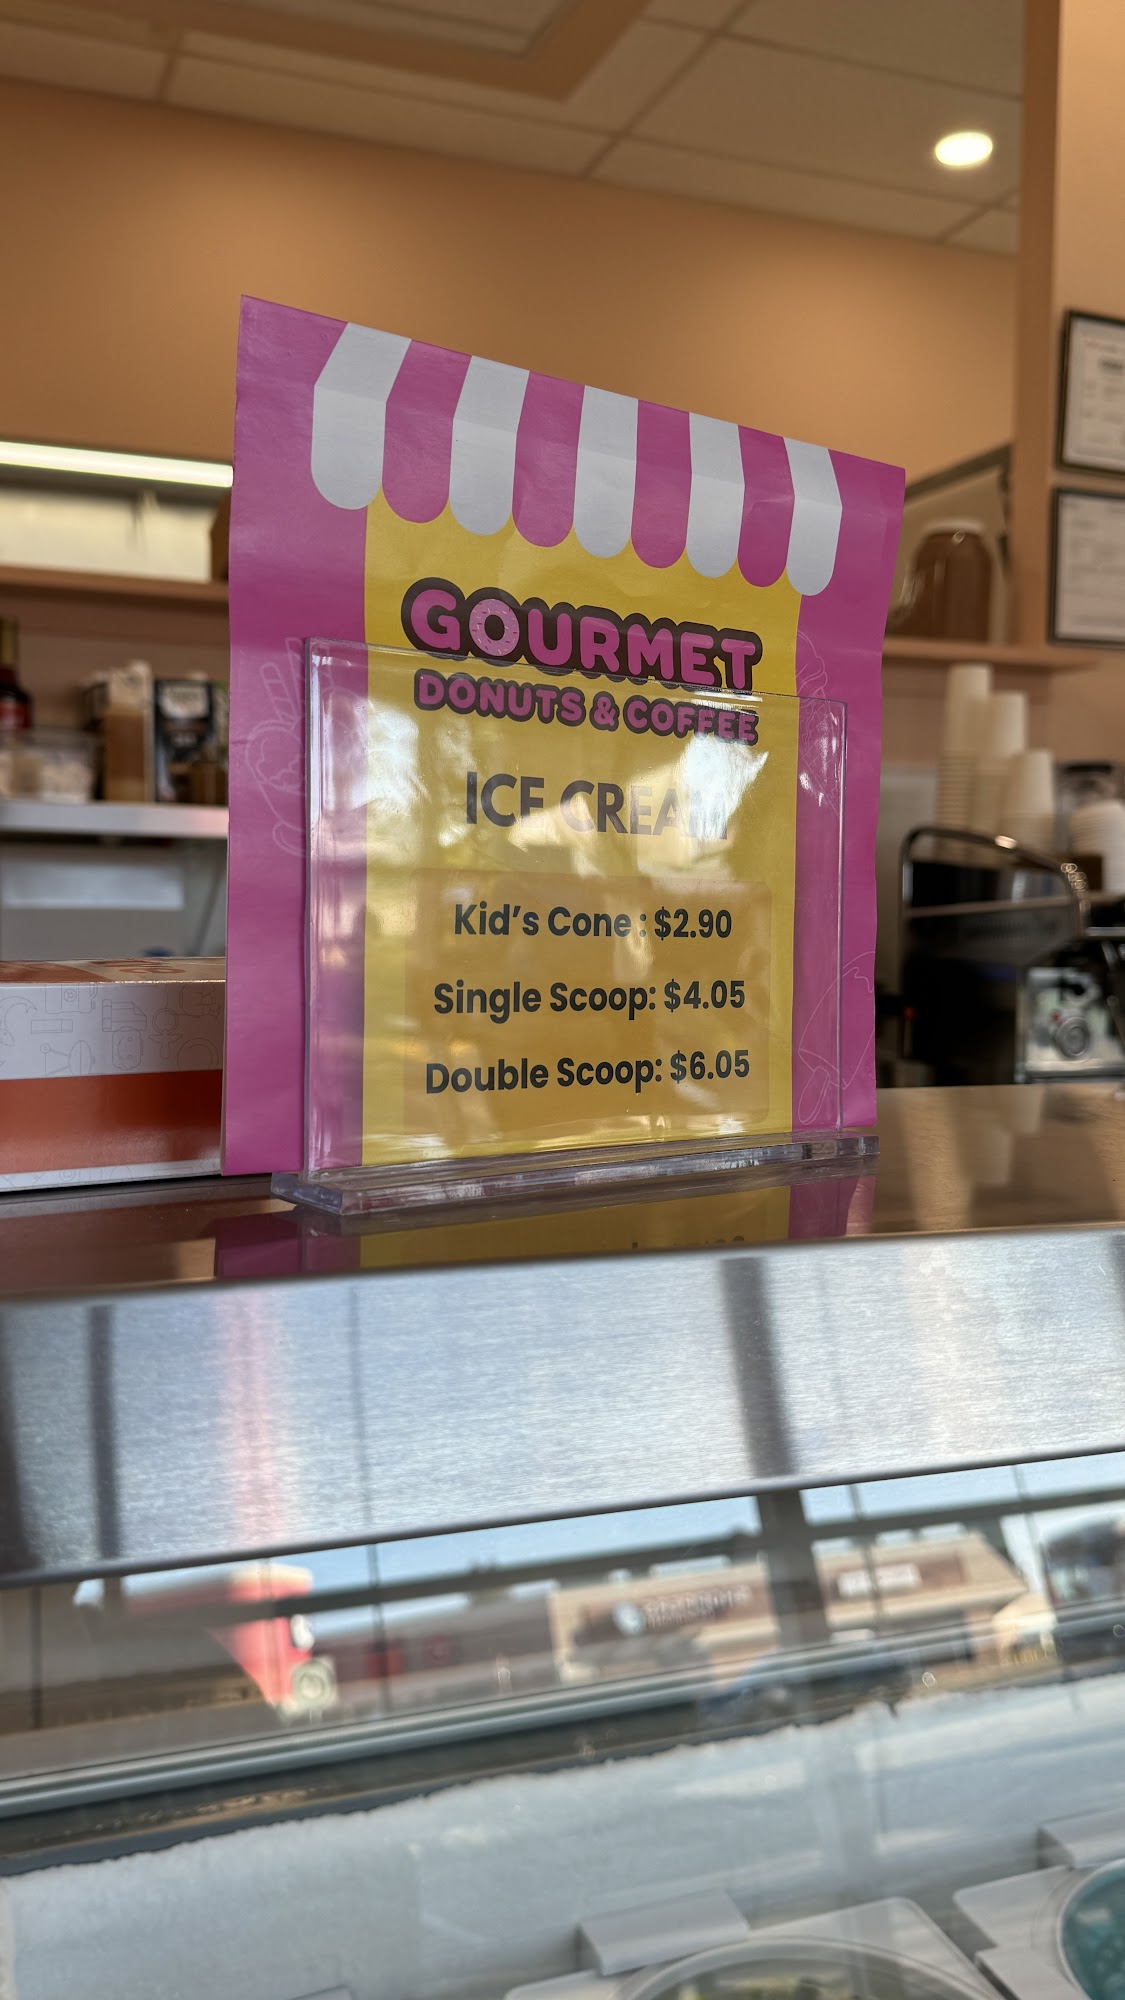 GOURMET
DONUTS & COFFEE
ICE CREAM
Kid's Cone : $2.90
Single Scoop: $4.05
Double Scoop: $6.05